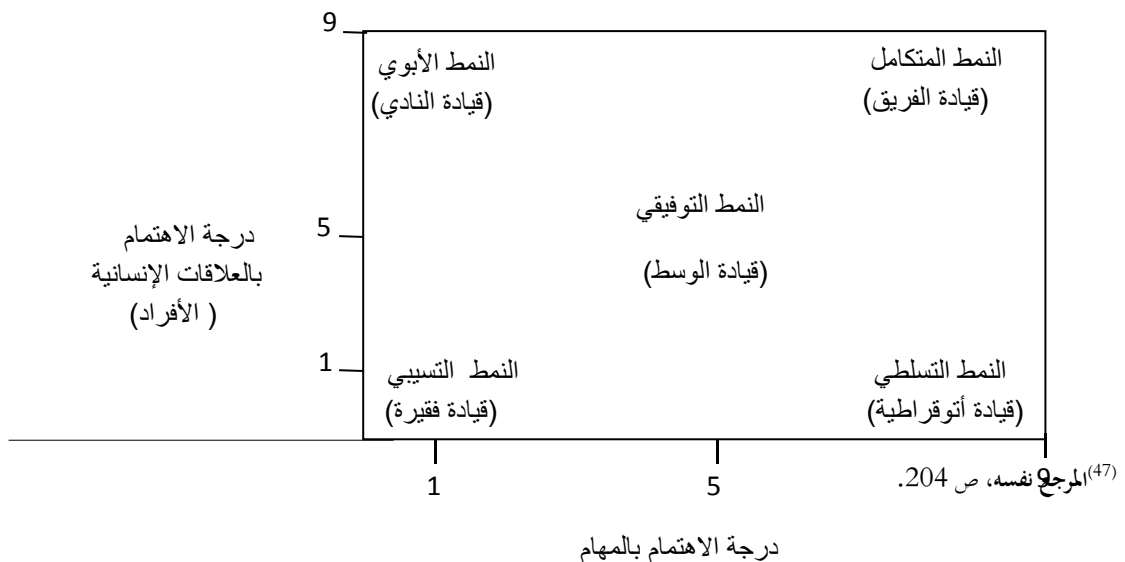 9
النمط الأبوي
(قيادة النادي)
النمط المتكامل
(قيادة الفريق)
درجة الاهتمام
بالعلاقات الإنسانية
( الأفراد)
5
النمط التوفيقي
(قيادة الوسط)
1
النمط التسيبي
(قيادة فقيرة)
النمط التسلطي
(قيادة أتوقراطية)
1
5
9
(47)المرجع نفسه، ص 204.
درجة الاهتمام بالمهام